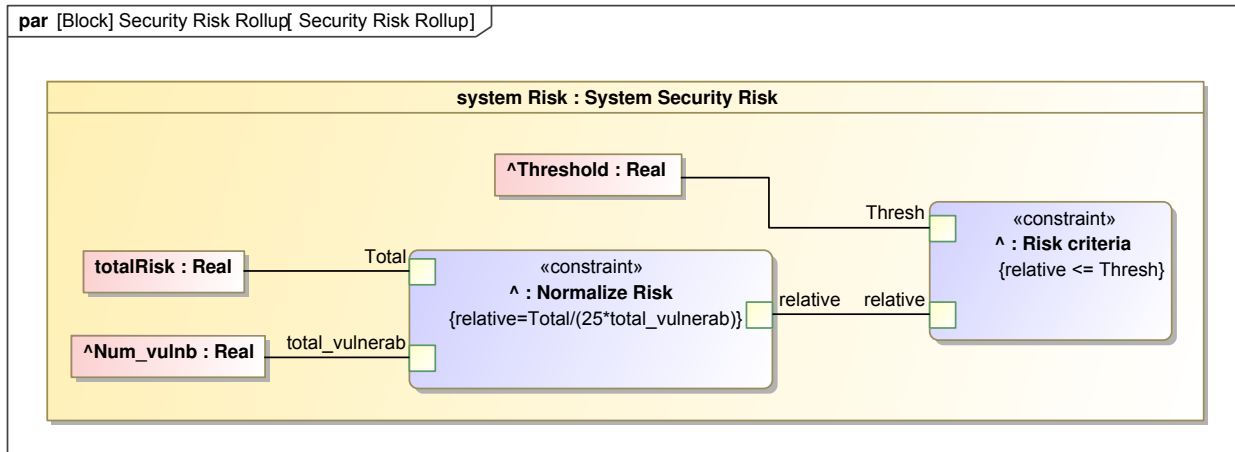 par [Block] Security Risk Rollup[ Security Risk Rollup]
system Risk : System Security Risk
^Threshold : Real
Thresh
«constraint»
^ : Risk criteria
{relative <= Thresh}
totalRisk : Real
Total
«constraint»
^ : Normalize Risk
{relative=Total/(25*total_vulnerab)}
relative
relative
^Num_vulnb : Real
total_vulnerab